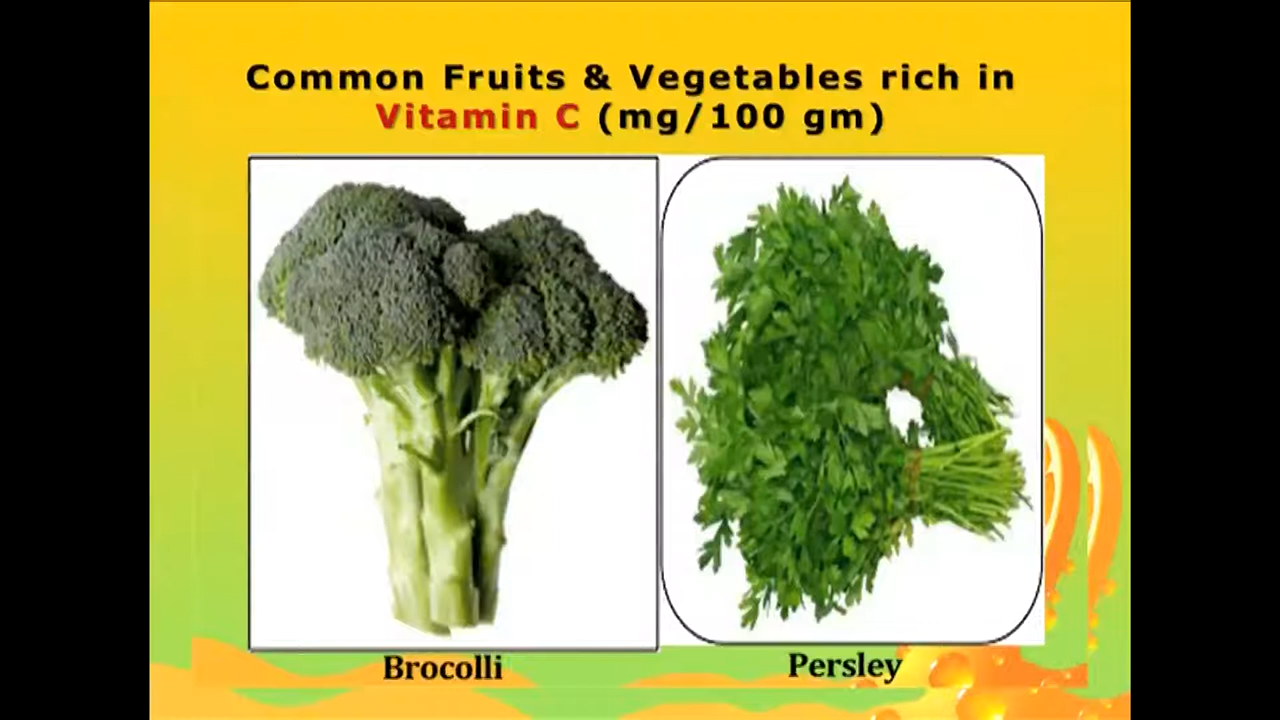 Common Fruits & Vegetables rich in
Vitamin C (mg/100 gm)
Brocolli
Persley